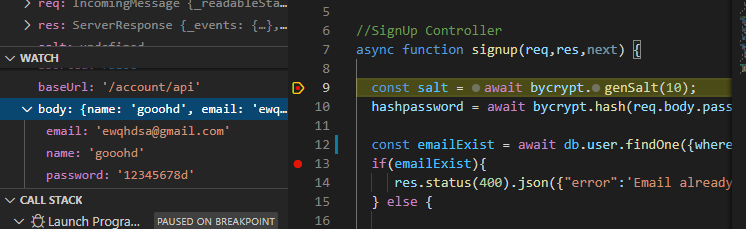 req: IncomingMessage {_readableSta…
res: ServerResponse {_events: {…},
salt: undefined
WATCH
baseUrl: '/account/api'
body: {name: 'gooohd', email: 'ewq…
email: 'ewqhdsa@gmail.com'
name: 'gooohd'
password: '12345678d'
CALL STACK
Launch Progra… PAUSED ON BREAKPOINT
5
6 //SignUp Controller
7 async function signup(req,res,next) {
8
9 const salt = await bycrypt. genSalt(10);
10 hashpassword = await bycrypt.hash(req.body.pass
11
12 const emailExist = await db.user.findOne({where
13 if(emailExist){
14 res.status(400).json({"error":'Email already
15 } else {
16